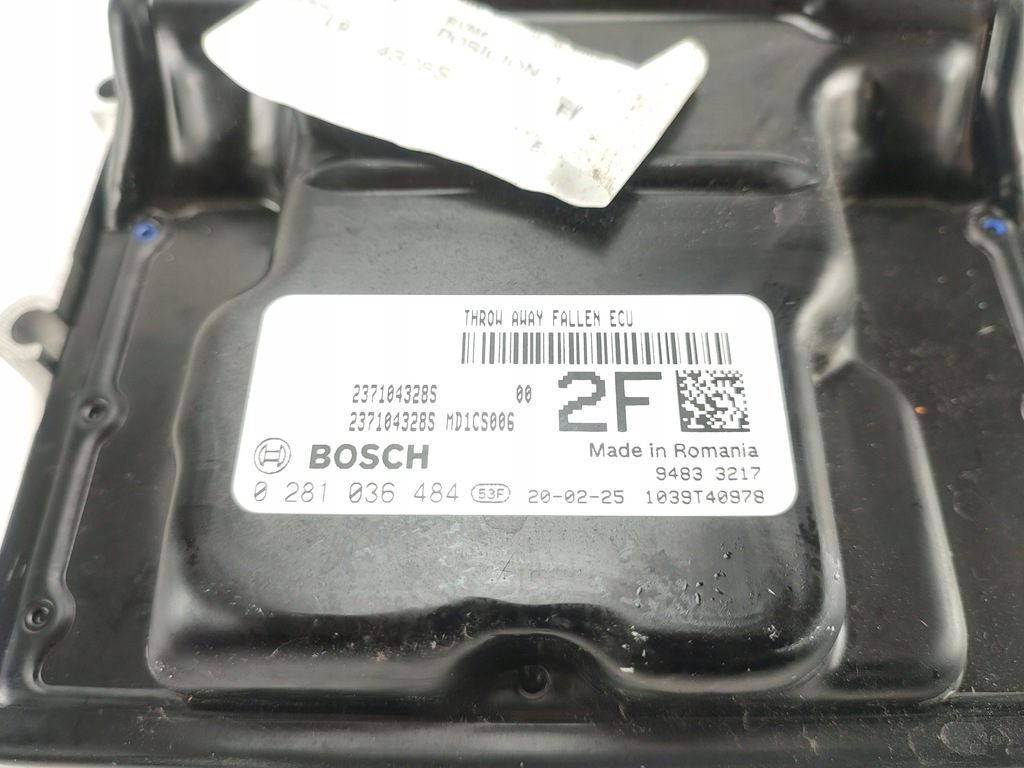 THROW AWAY FALLEN ECU
237104328S 00
237104328S MD1CS006
2F
BOSCH
Made in Romania
9483 3217
0 281 036 484 53F 20-02-25 1039T40978